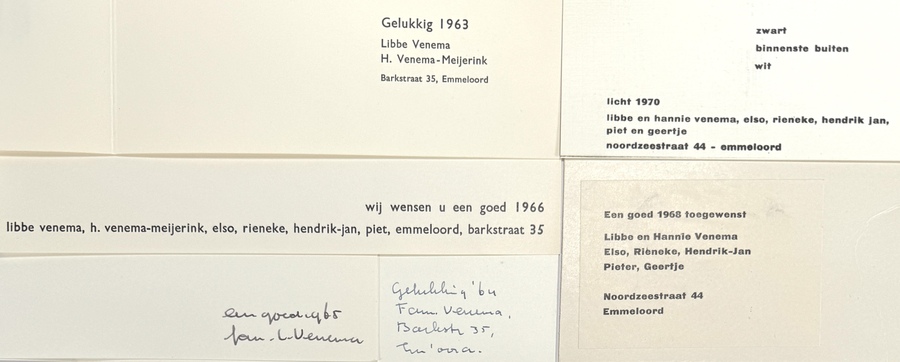 Gelukkig 1963
Libbe Venema
H. Venema-Meijerink
Barkstraat 35, Emmeloord
zwart
binnenste buiten
wit
licht 1970
libbe en hannie venema, elso, rieneke, hendrik jan,
piet en geertje
noordzeestraat 44 - emmeloord
wij wensen u een goed 1966
libbe venema, h. venema-meijerink, elso, rieneke, hendrik-jan, piet, emmeloord, barkstraat 35
Een goed 1968 toegewenst
Libbe en Hannie Venema
Elso, Rieneke, Hendrik-Jan
Pieter, Geertje
Noordzeestraat 44
Emmeloord
een goed 1965
fam. L. Venema
Gelukkig '64
Fam. Venema.
Barkstr 35,